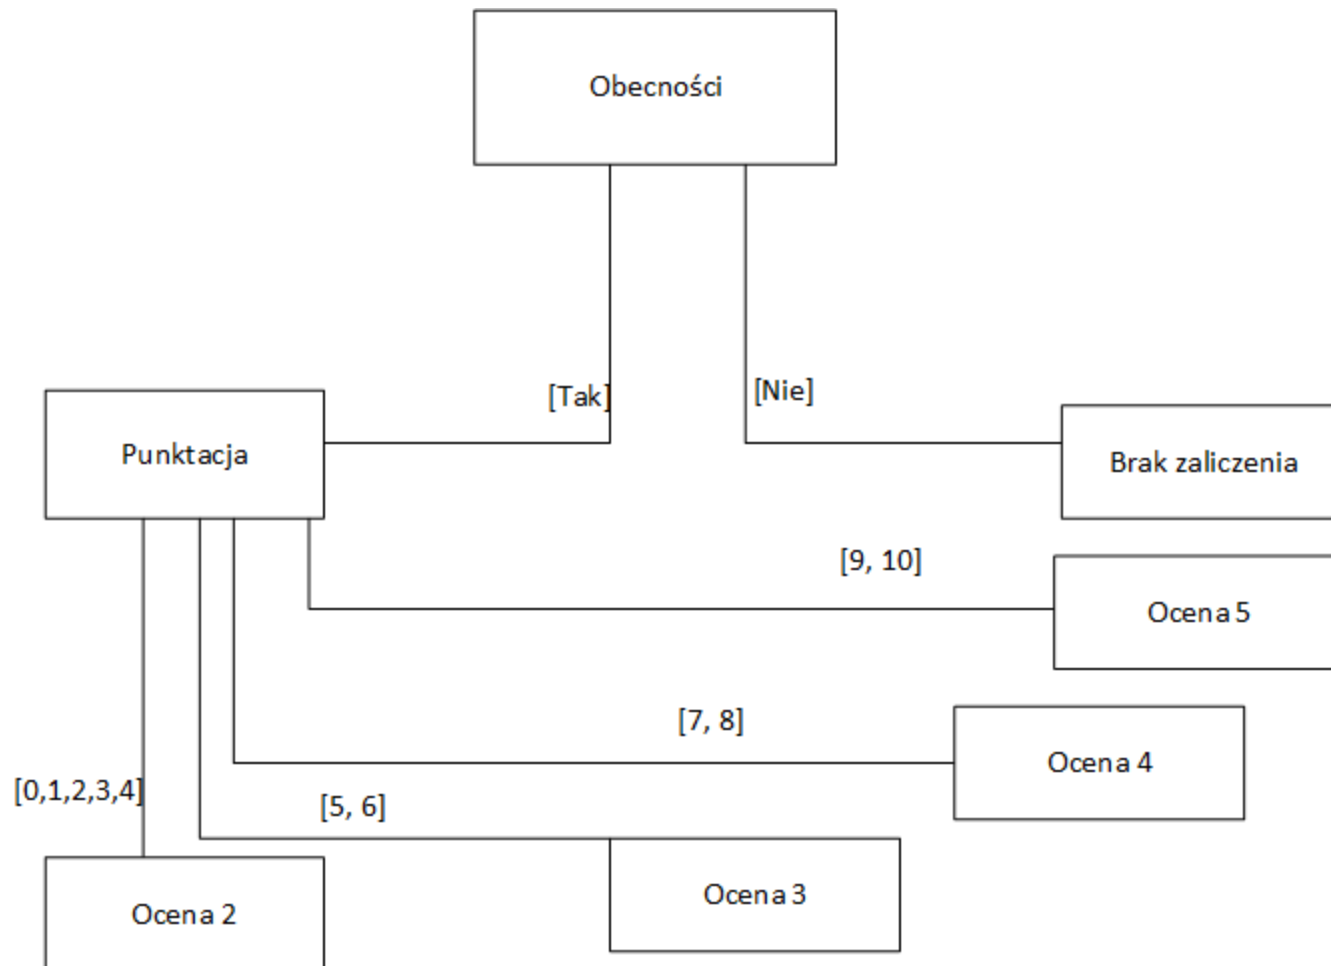 Obecności
[Tak]
[Nie]
Punktacja
Brak zaliczenia
[9, 10]
Ocena 5
[7, 8]
Ocena 4
[0,1,2,3,4]
[5, 6]
Ocena 3
Ocena 2